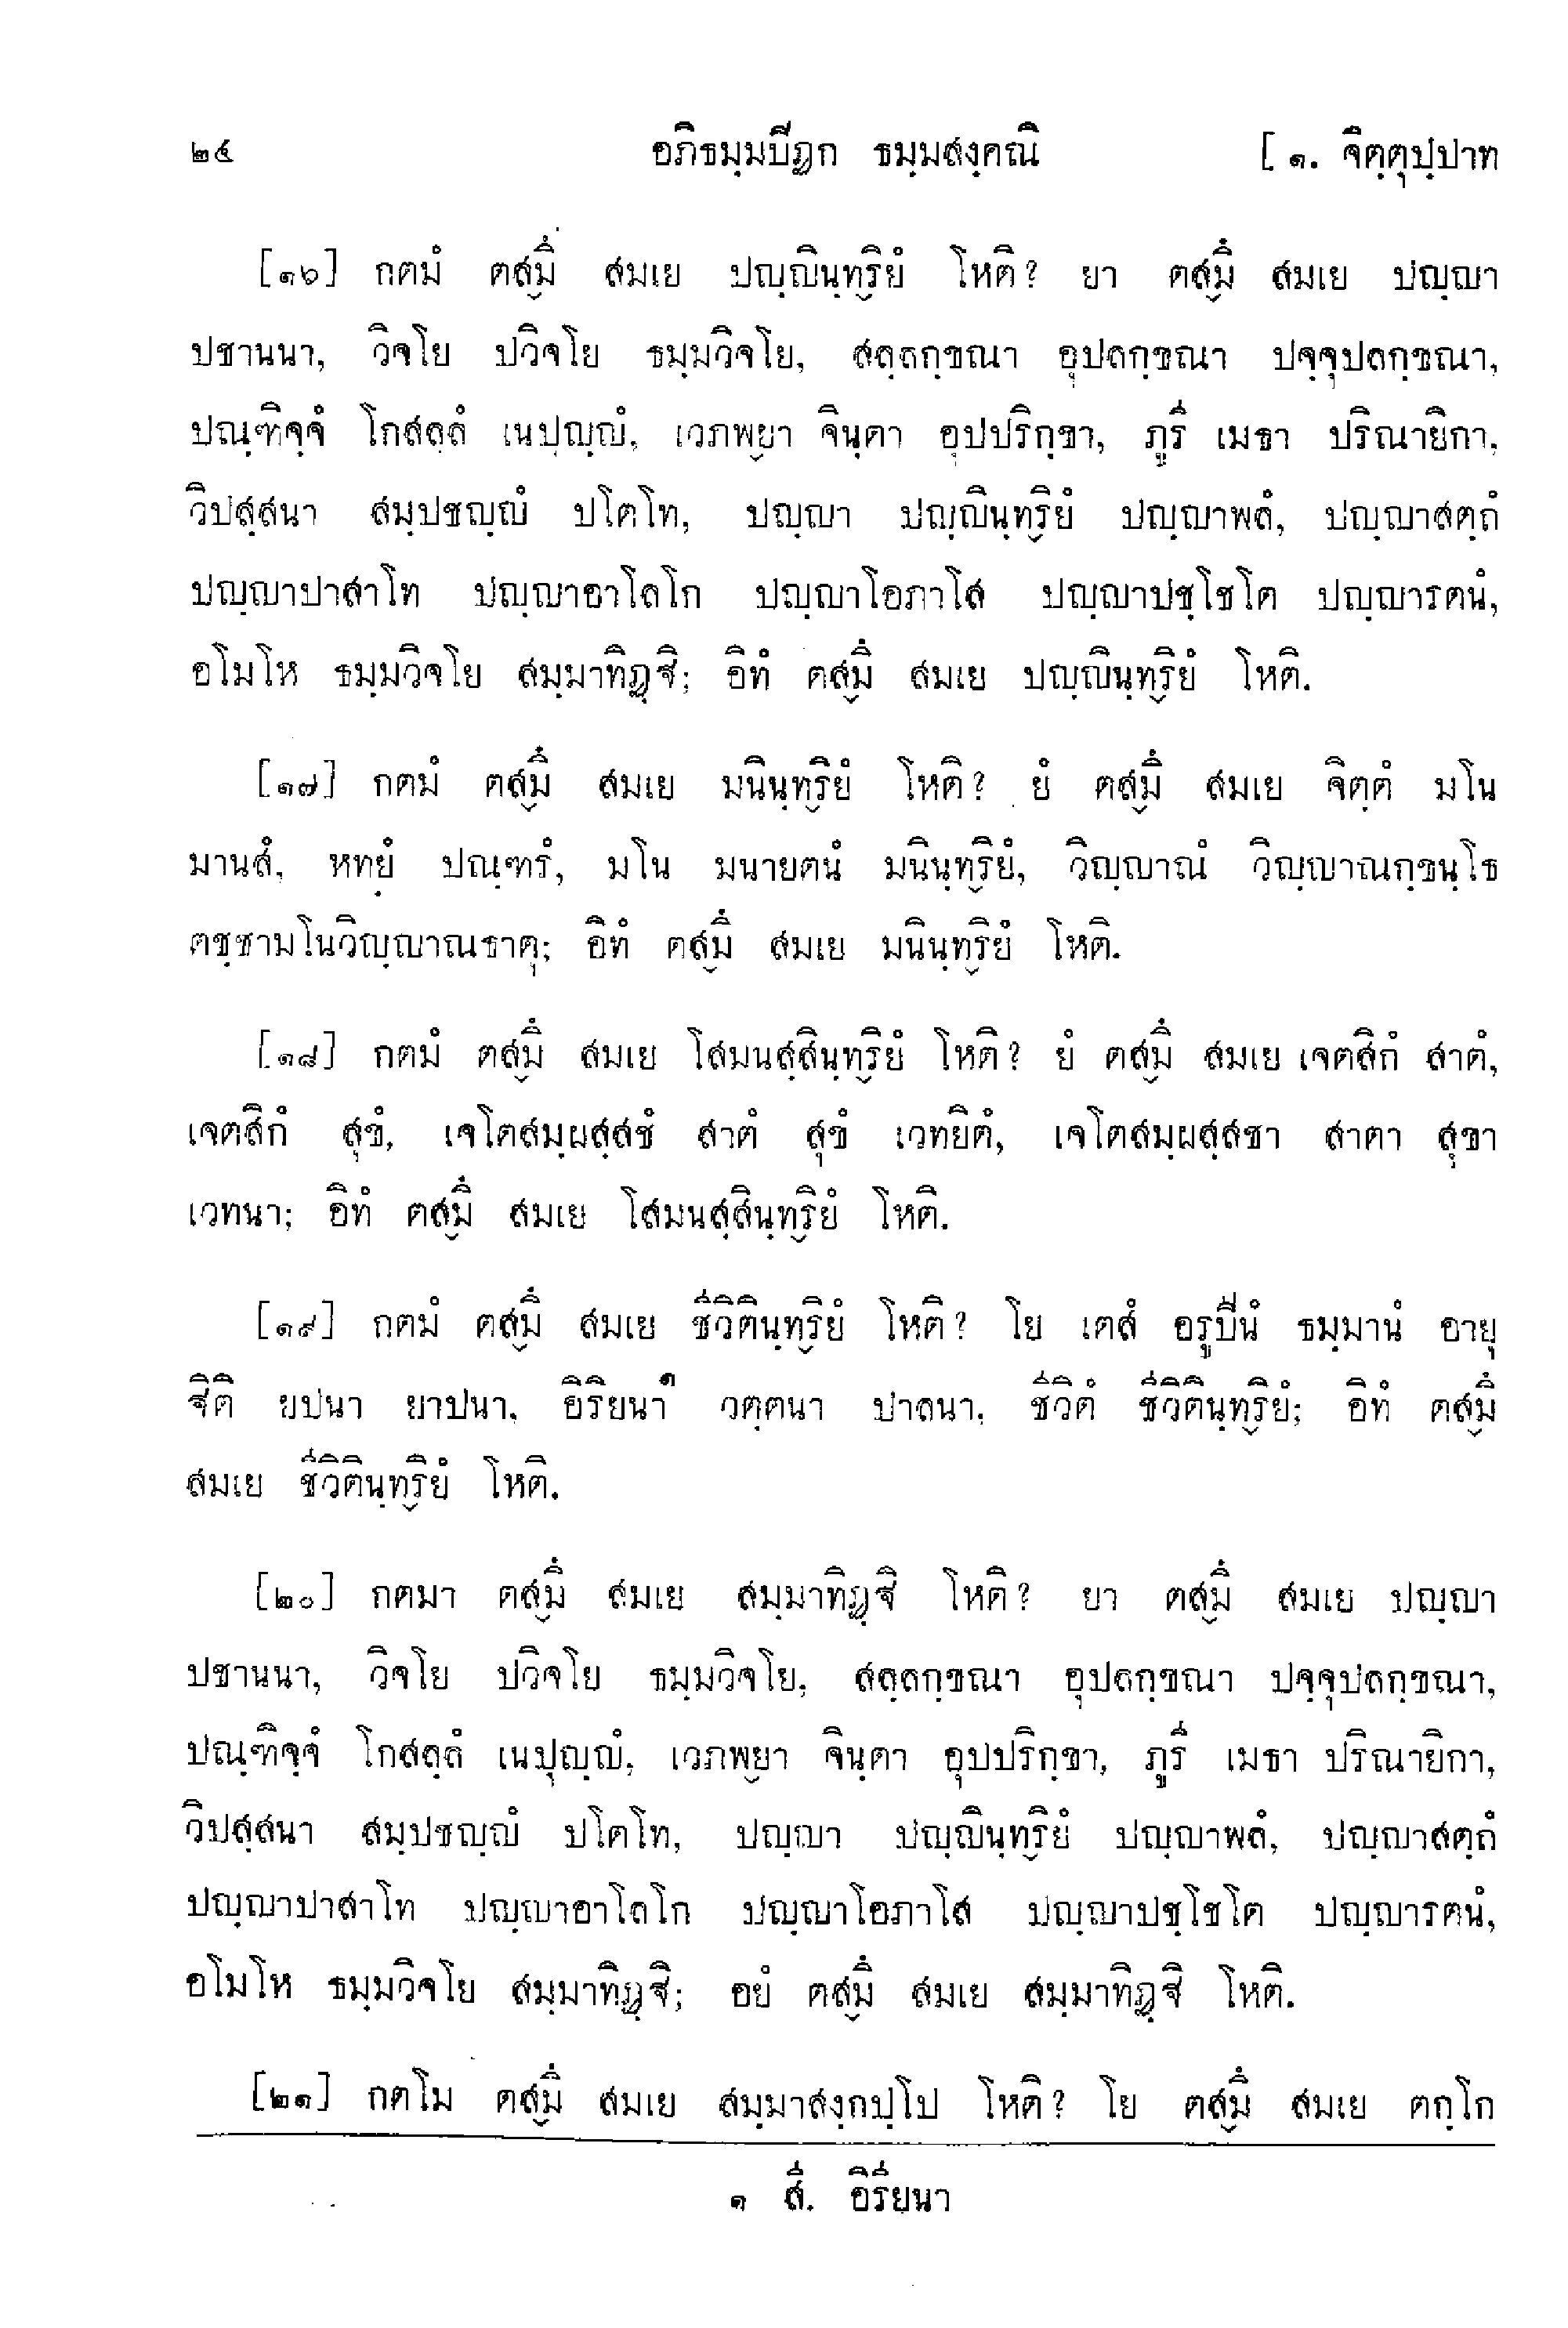 ๒๔ อภิธมฺมปีฏก ธมฺมสงฺคณิ [ ๑. จิตฺตุปฺปาท
[๑๖] กตมํ ตสฺมึ สมเย ปญฺญินฺทฺริยํ โหติ? ยา ตสฺมึ สมเย ปญฺญา
ปชานนา, วิจโย ปวิจโย ธมฺมวิจโย, สลฺลกฺขณา อุปลกฺขณา ปจฺจุปลกฺขณา,
ปณฺฑิจฺจํ โกสลฺลํ เนปุญฺญํ, เวภพฺยา จินฺตา อุปปริกฺขา, ภูรี เมธา ปริณายิกา,
วิปสฺสนา สมฺปชญฺญํ ปโตโท, ปญฺญา ปญฺญินฺทฺริยํ ปญฺญาพลํ, ปญฺญาสตฺถํ
ปญฺญาปาสาโท ปญฺญาอาโลโก ปญฺญาโอภาโส ปญฺญาปชฺโชโต ปญฺญารตนํ,
อโมโห ธมฺมวิจโย สมฺมาทิฏฺฐิ; อิทํ ตสฺมึ สมเย ปญฺญินฺทฺริยํ โหติ.
[๑๗] กตมํ ตสฺมึ สมเย มนินฺทฺริยํ โหติ? ยํ ตสฺมึ สมเย จิตฺตํ มโน
มานสํ, หทยํ ปณฺฑรํ, มโน มนายตนํ มนินฺทฺริยํ, วิญฺญาณํ วิญฺญาณกฺขนฺโธ
ตชฺชามโนวิญฺญาณธาตุ; อิทํ ตสฺมึ สมเย มนินฺทฺริยํ โหติ.
[๑๘] กตมํ ตสฺมึ สมเย โสมนสฺสินฺทฺริยํ โหติ? ยํ ตสฺมึ สมเย เจตสิกํ สาตํ,
เจตสิกํ สุขํ, เจโตสมฺผสฺสชํ สาตํ สุขํ เวทยิตํ, เจโตสมฺผสฺสชา สาตา สุขา
เวทนา; อิทํ ตสฺมึ สมเย โสมนสฺสินฺทฺริยํ โหติ.
[๑๙] กตมํ ตสฺมึ สมเย ชีวิตินฺทฺริยํ โหติ? โย เตสํ อรูปีนํ ธมฺมานํ อายุ
ฐิติ ยปนา ยาปนา, อิริยนา๑ วตฺตนา ปาลนา, ชีวิตํ ชีวิตินฺทฺริยํ; อิทํ ตสฺมึ
สมเย ชีวิตินฺทฺริยํ โหติ.
[๒๐] กตมา ตสฺมึ สมเย สมฺมาทิฏฺฐิ โหติ? ยา ตสฺมึ สมเย ปญฺญา
ปชานนา, วิจโย ปวิจโย ธมฺมวิจโย, สลฺลกฺขณา อุปลกฺขณา ปจฺจุปลกฺขณา,
ปณฺฑิจฺจํ โกสลฺลํ เนปุญฺญํ, เวภพฺยา จินฺตา อุปปริกฺขา, ภูรี เมธา ปริณายิกา,
วิปสฺสนา สมฺปชญฺญํ ปโตโท, ปญฺญา ปญฺญินฺทฺริยํ ปญฺญาพลํ, ปญฺญาสตฺถํ
ปญฺญาปาสาโท ปญฺญาอาโลโก ปญฺญาโอภาโส ปญฺญาปชฺโชโต ปญฺญารตนํ,
อโมโห ธมฺมวิจโย สมฺมาทิฏฺฐิ; อยํ ตสฺมึ สมเย สมฺมาทิฏฺฐิ โหติ.
[๒๑] กตโม ตสฺมึ สมเย สมฺมาสงฺกปฺโป โหติ? โย ตสฺมึ สมเย ตกฺโก
๑ สี. อิรียนา